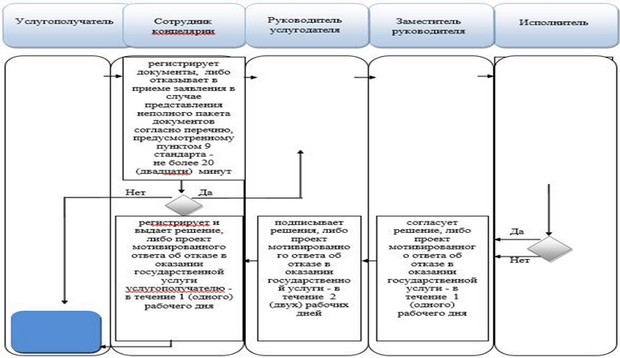 Услугополучатель
Сотрудник
концелярии
Руководитель
услугодателя
Заместитель
руководителя
Исполнитель
регистрирует
документы, либо
отказывает в
приеме заявления в
случае
представления
неполного пакета
документов
согласно перечню,
предусмотренному
пунктом 9
стандарта -
не более 20
(двадцати) минут
Нет
Да
регистрирует и
выдает решение,
либо проект
мотивированного
ответа об отказе в
оказании
государственной
услуги
услугополучателю -
в течение 1 (одного)
рабочего дня
подписывает
решения, либо
проект
мотивированно
го ответа об
отказе в
оказании
государственно
й услуги - в
течение 2
(двух) рабочих
дней
согласует
решение, либо
проект
мотивированног
о ответа об
отказе в
оказании
государственной
услуги - в
течение 1
(одного)
рабочего дня
Да
Нет